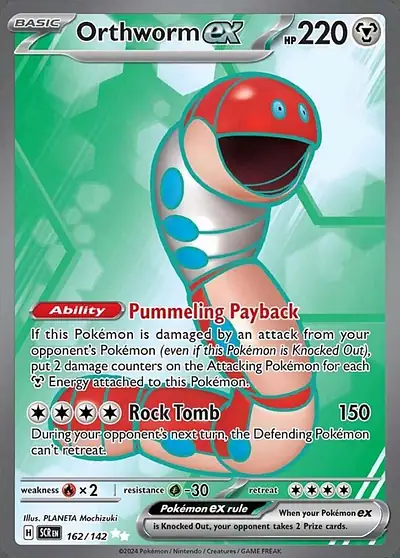 BASIC
Orthworm ex HP 220
Ability Pummeling Payback
If this Pokémon is damaged by an attack from your
opponent's Pokémon (even if this Pokémon is Knocked Out),
put 2 damage counters on the Attacking Pokémon for each
Energy attached to this Pokémon.
Rock Tomb 150
During your opponent's next turn, the Defending Pokémon
can't retreat.
weakness ×2 resistance -30 retreat
Illus. PLANETA Mochizuki
Pokémon ex rule
When your Pokémon ex
is Knocked Out, your opponent takes 2 Prize cards.
H SCR EN 162/142
©2024 Pokémon / Nintendo / Creatures / GAME FREAK